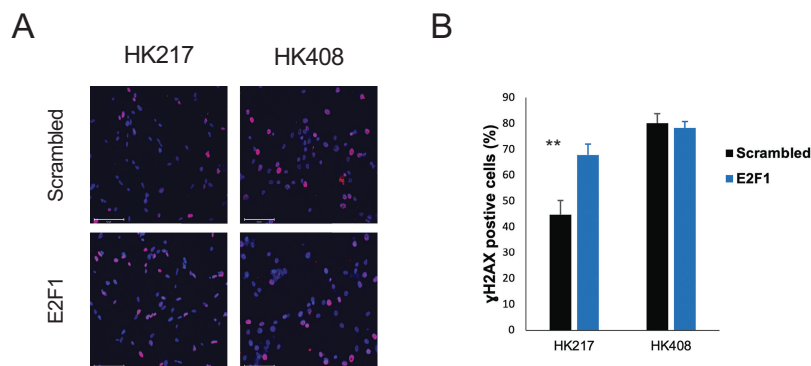 A
HK217
HK408
Scrambled
E2F1
B
ɣH2AX postive cells (%)
90
80
70
60
50
40
30
20
10
0
**
HK217
HK408
Scrambled
E2F1